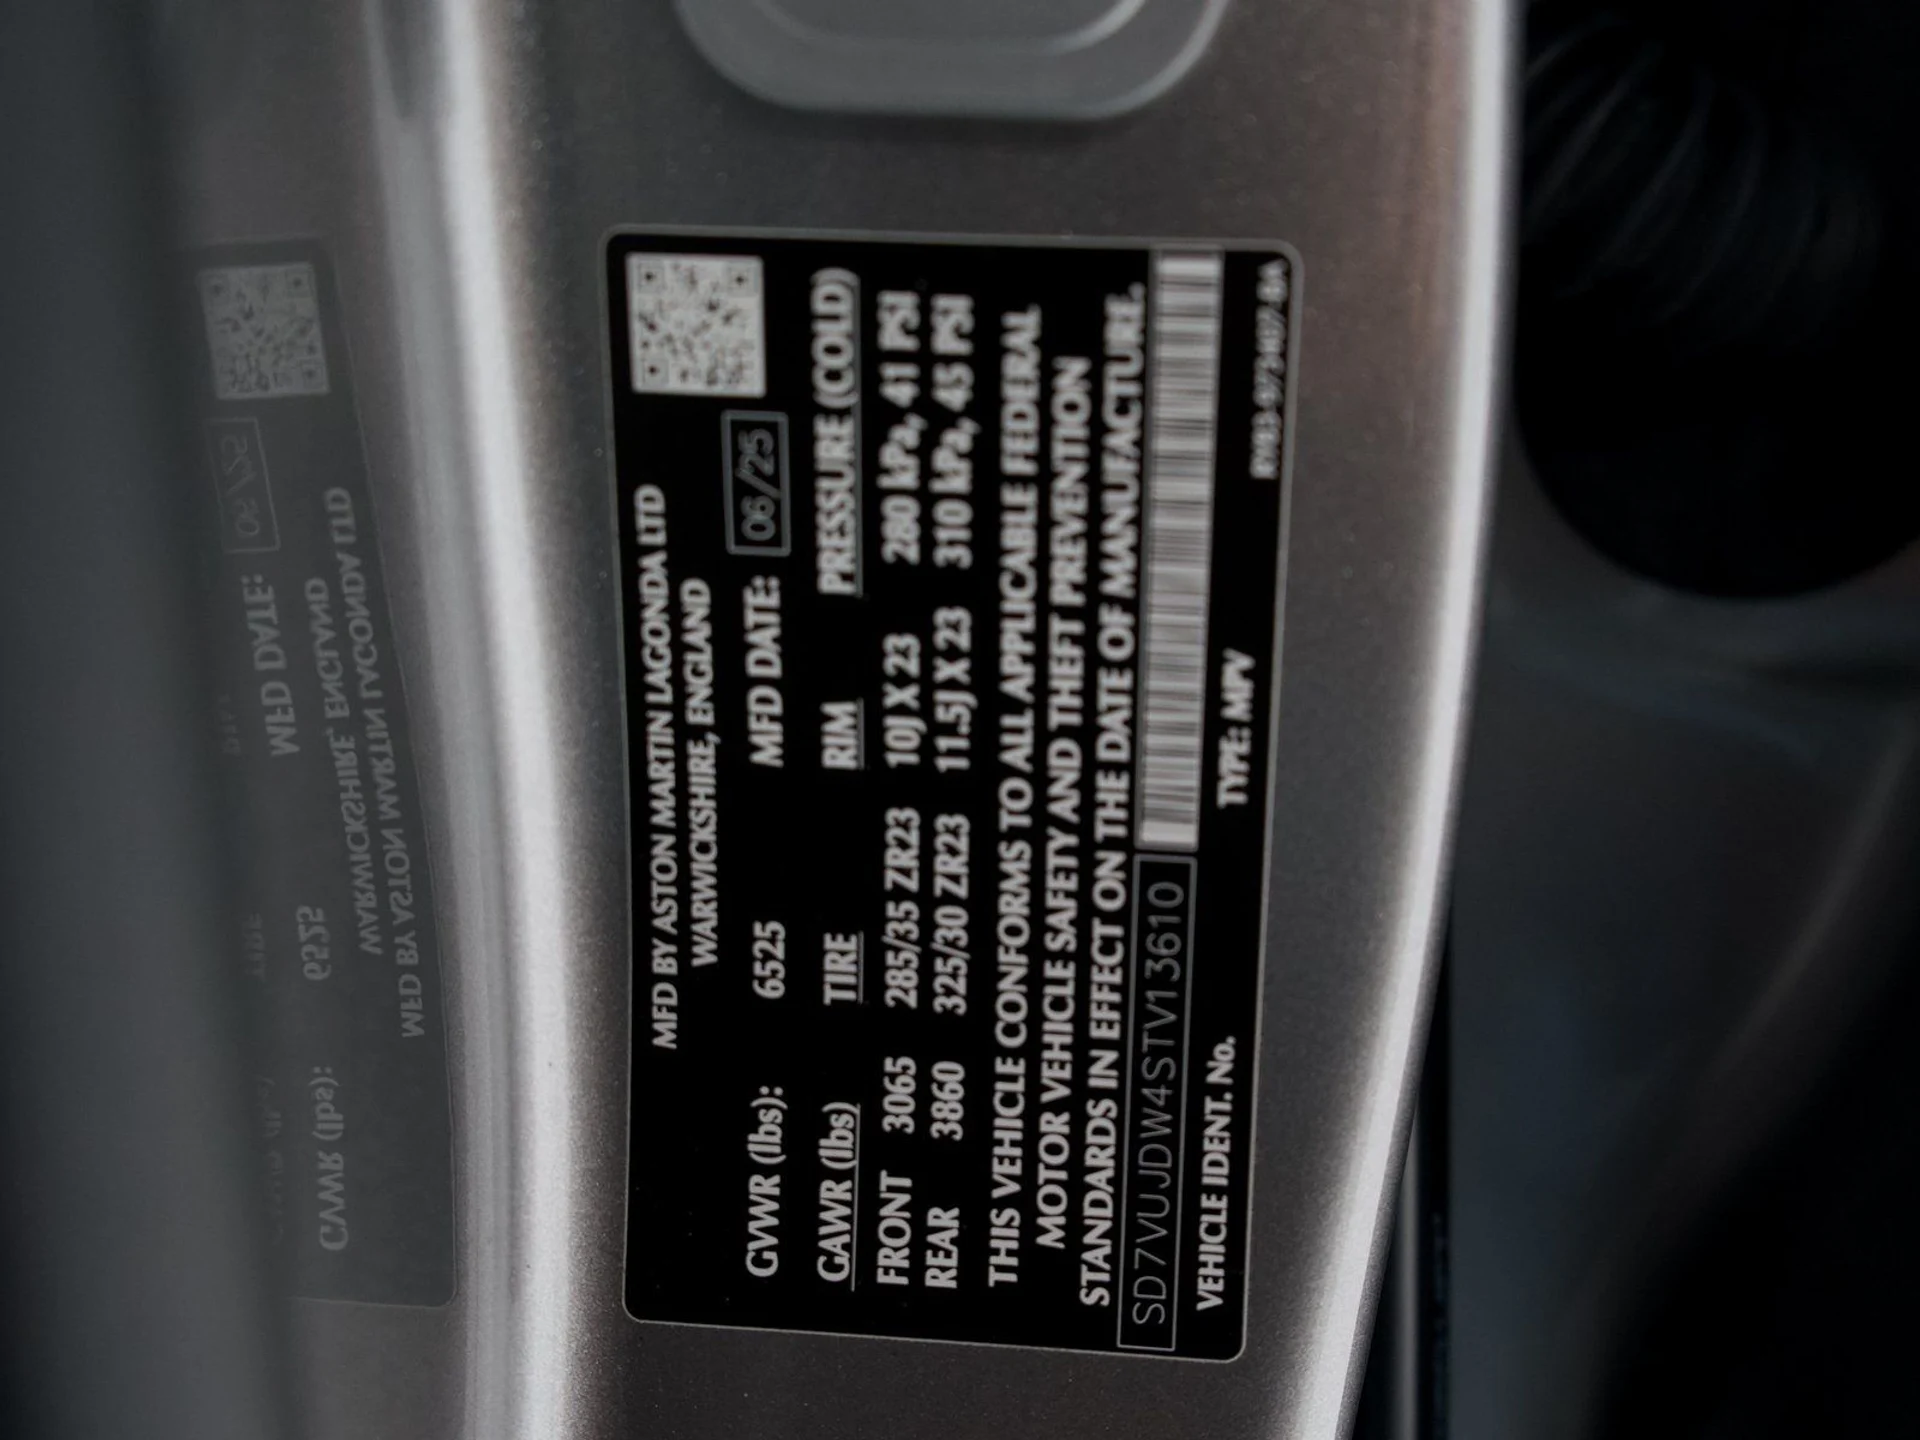 MFD BY ASTON MARTIN LAGONDA LTD
WARWICKSHIRE, ENGLAND
GVWR (lbs): 6525 MFD DATE: 06/25
GAWR (lbs) TIRE RIM PRESSURE (COLD)
FRONT 3065 285/35 ZR23 10J X 23 280 kPa, 41 PSI
REAR 3860 325/30 ZR23 11.5J X 23 310 kPa, 45 PSI
THIS VEHICLE CONFORMS TO ALL APPLICABLE FEDERAL
MOTOR VEHICLE SAFETY AND THEFT PREVENTION
STANDARDS IN EFFECT ON THE DATE OF MANUFACTURE.
SD7VUJDW4STV13610
VEHICLE IDENT. No. TYPE: MPV